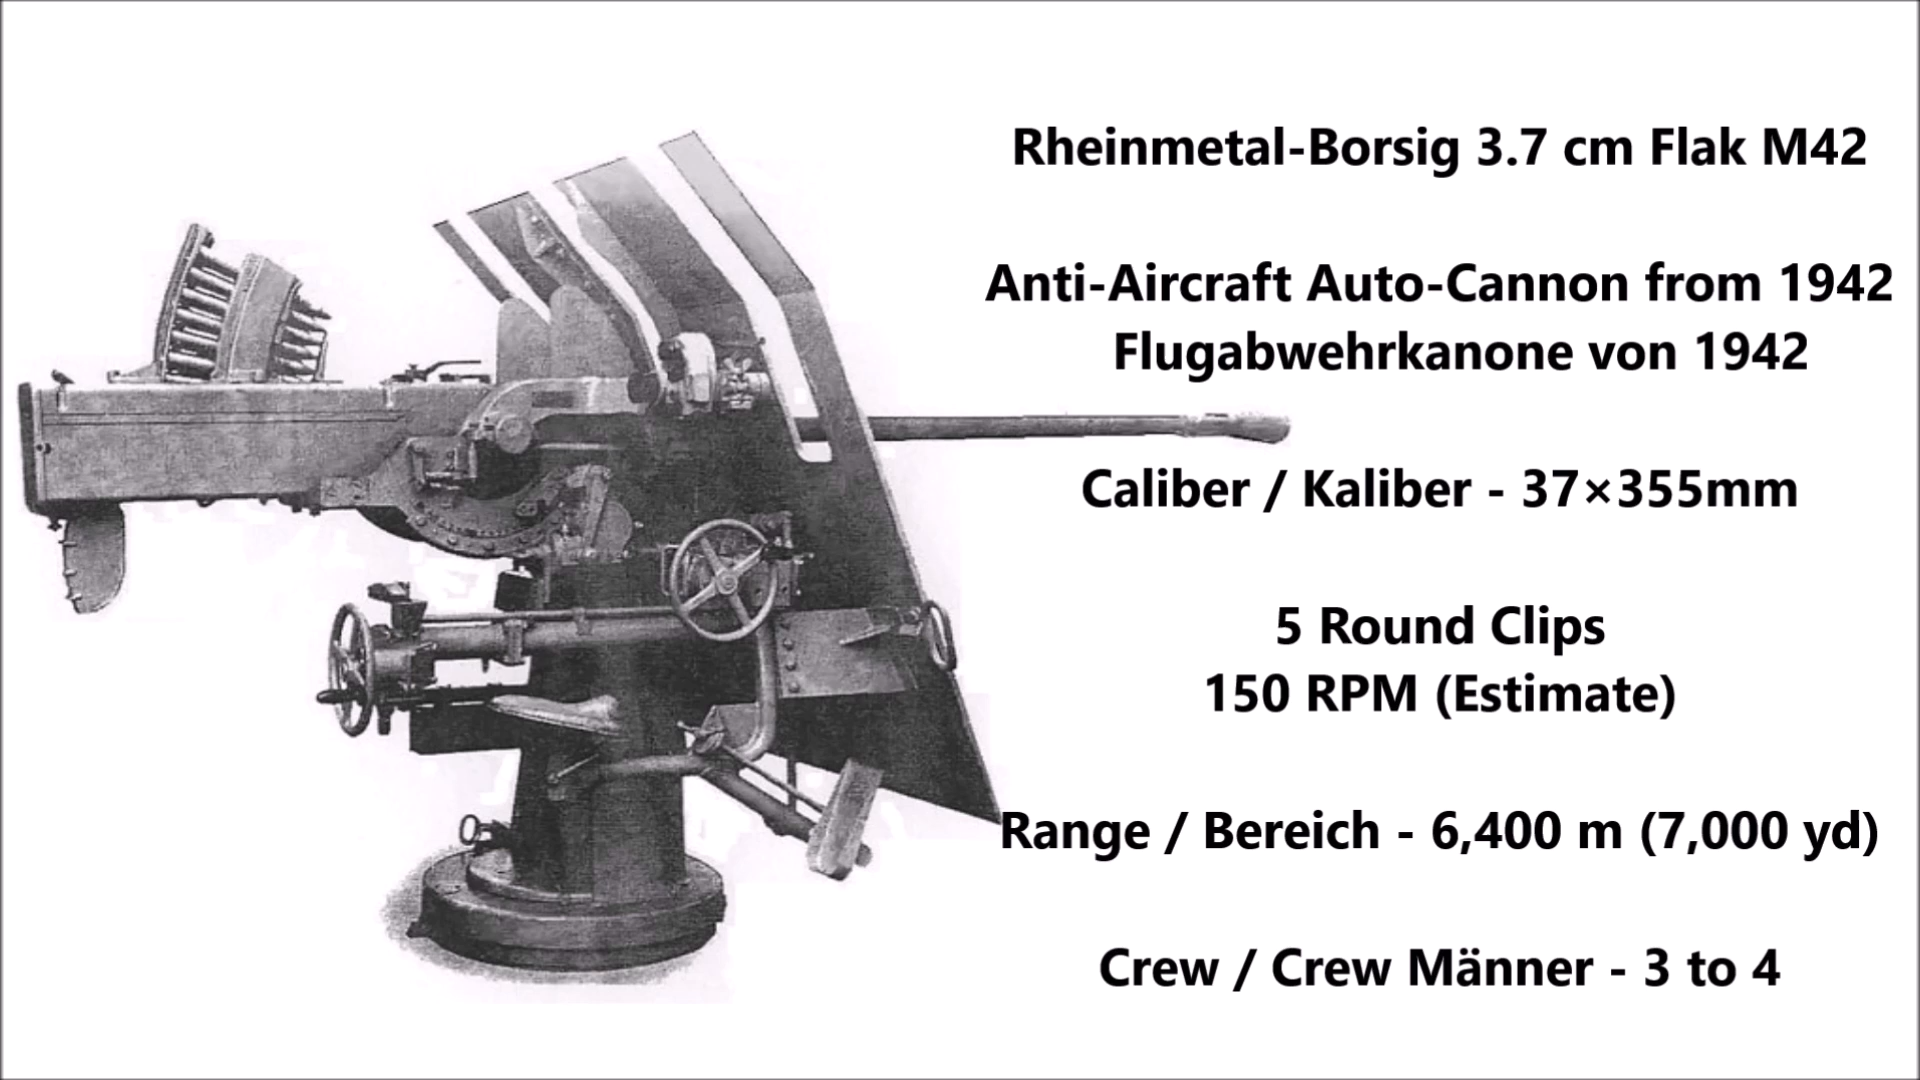 Rheinmetal-Borsig 3.7 cm Flak M42
Anti-Aircraft Auto-Cannon from 1942
Flugabwehrkanone von 1942
Caliber / Kaliber - 37×355mm
5 Round Clips
150 RPM (Estimate)
Range / Bereich - 6,400 m (7,000 yd)
Crew / Crew Männer - 3 to 4